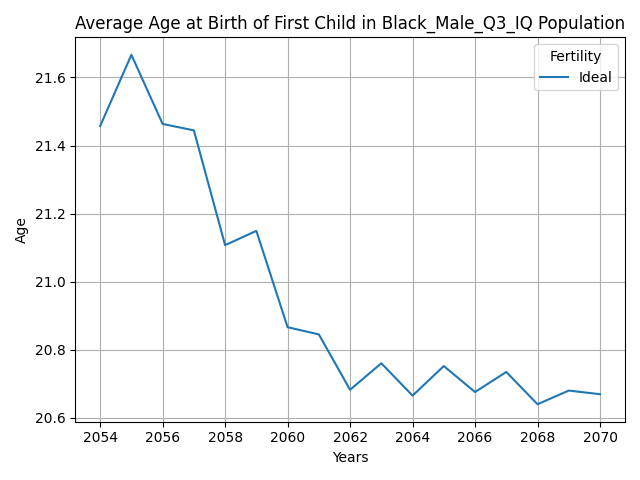 Average Age at Birth of First Child in Black_Male_Q3_IQ Population
Fertility
Ideal
21.6
21.4
21.2
21.0
20.8
20.6
Age
2054 2056 2058 2060 2062 2064 2066 2068 2070
Years